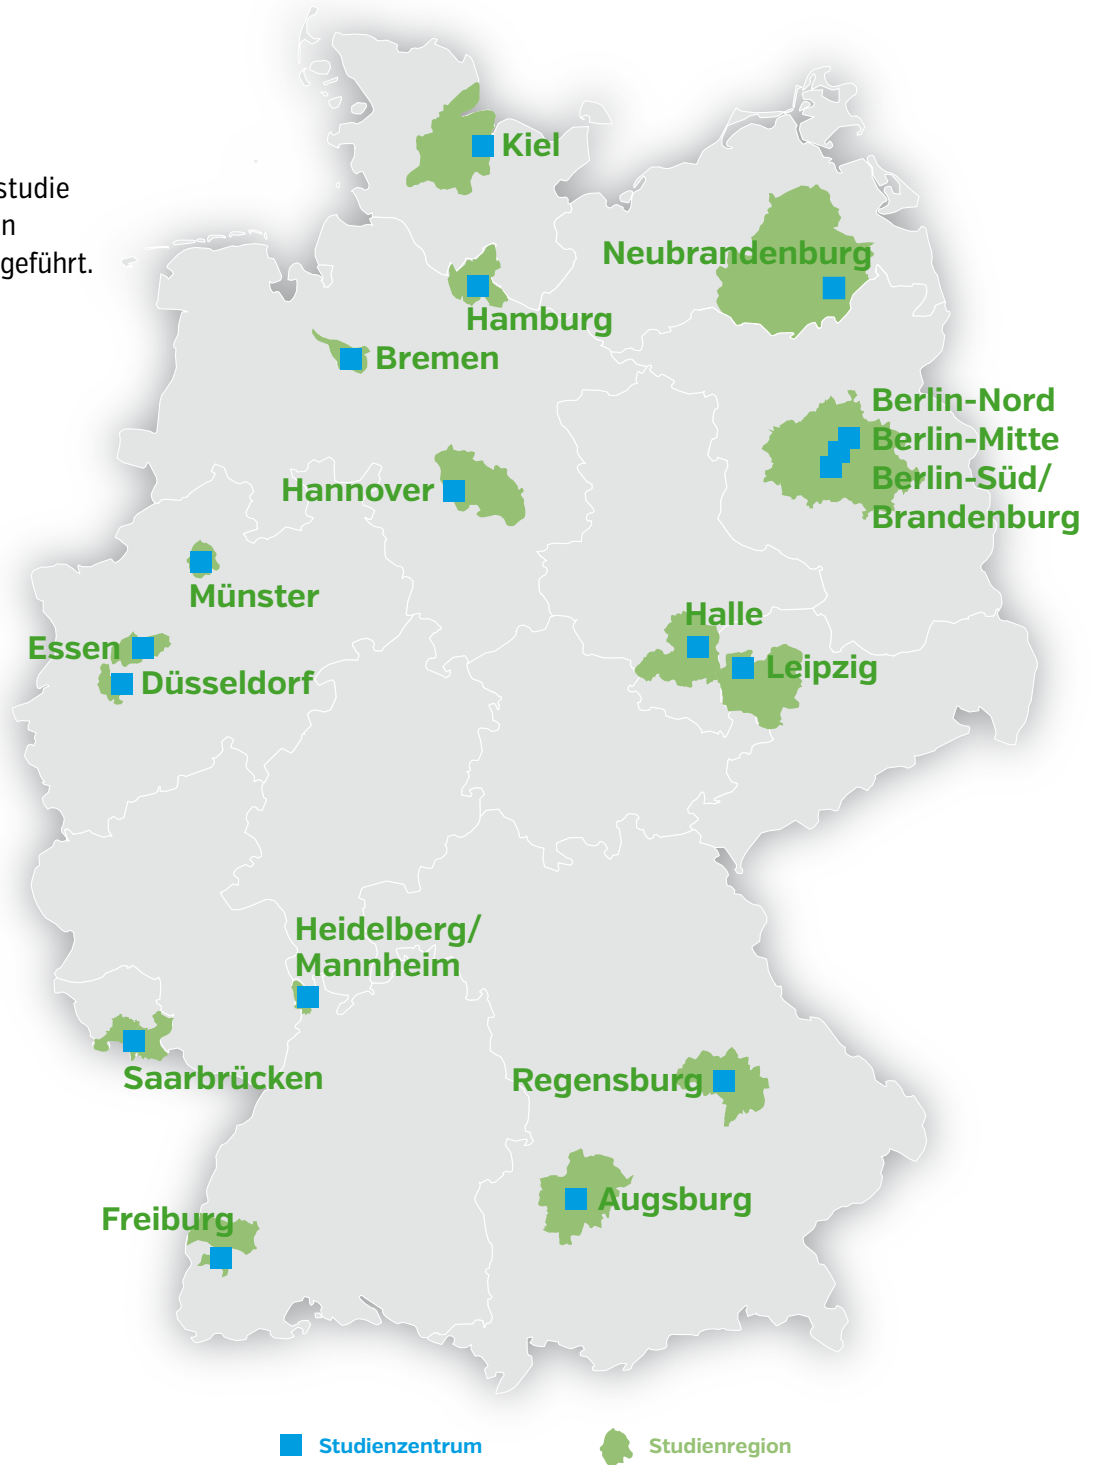 studie
n
geführt.
Kiel
Neubrandenburg
Hamburg
Bremen
Berlin-Nord
Berlin-Mitte
Berlin-Süd/
Brandenburg
Hannover
Münster
Halle
Essen
Leipzig
Düsseldorf
Heidelberg/
Mannheim
Saarbrücken
Regensburg
Augsburg
Freiburg
Studienzentrum
Studienregion